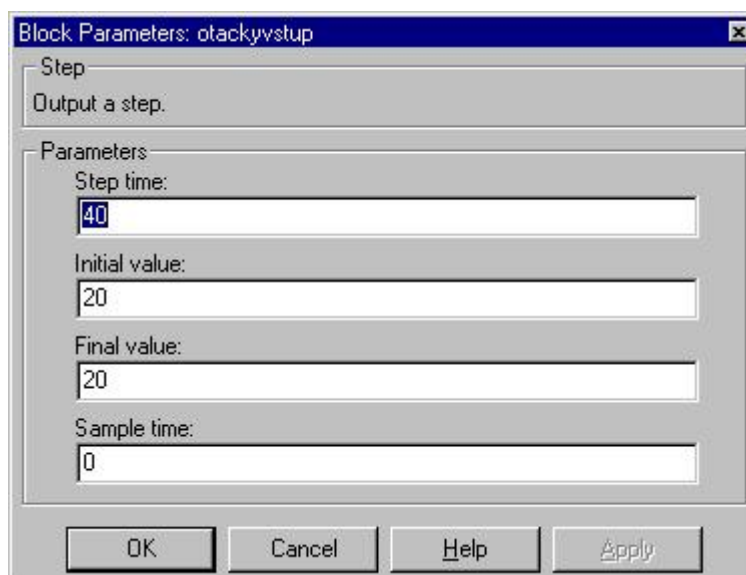 Block Parameters: otackyvstup
Step
Output a step.
Parameters
Step time:
40
Initial value:
20
Final value:
20
Sample time:
0
OK Cancel Help Apply